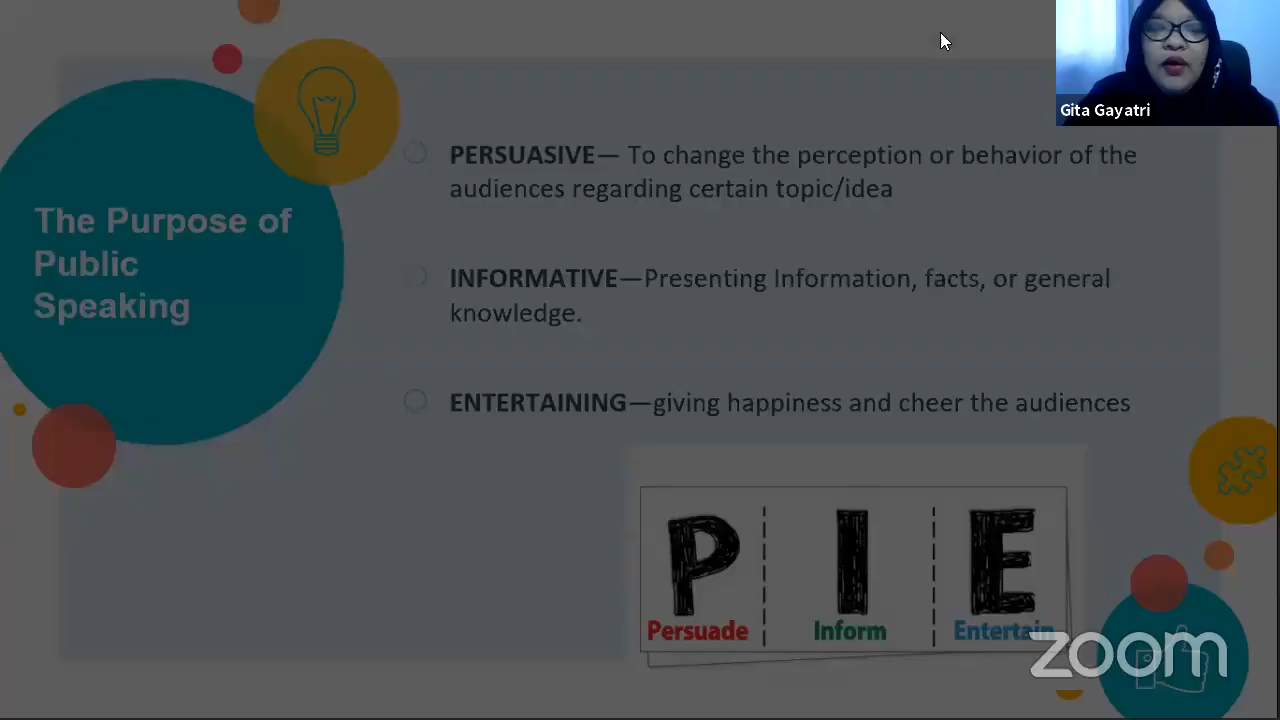 Gita Gayatri
The Purpose of
Public
Speaking
PERSUASIVE— To change the perception or behavior of the
audiences regarding certain topic/idea
INFORMATIVE—Presenting Information, facts, or general
knowledge.
ENTERTAINING—giving happiness and cheer the audiences
P I E
Persuade Inform Entertain
zoom